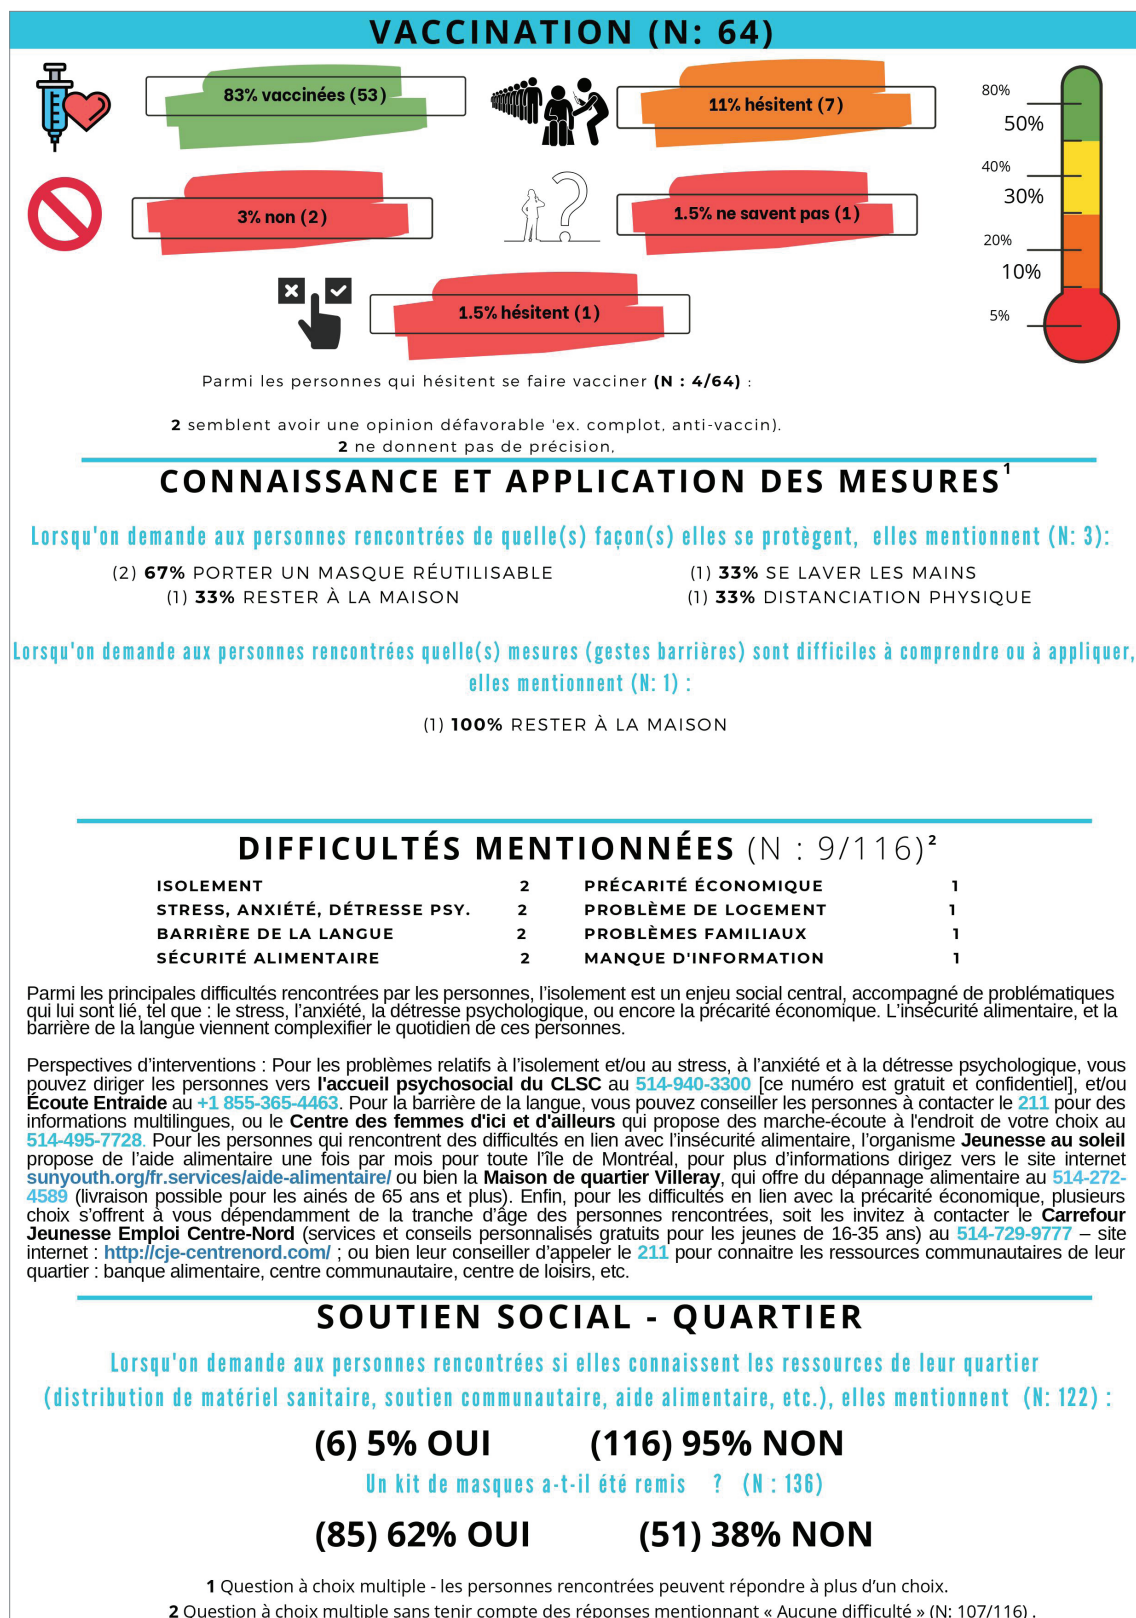 VACCINATION (N: 64)
83% vaccinées (53)
11% hésitent (7)
3% non (2)
1.5% ne savent pas (1)
1.5% hésitent (1)
80%
50%
40%
30%
20%
10%
5%
Parmi les personnes qui hésitent se faire vacciner (N : 4/64) :
2 semblent avoir une opinion défavorable 'ex. complot, anti-vaccin).
2 ne donnent pas de précision,
CONNAISSANCE ET APPLICATION DES MESURES¹
Lorsqu'on demande aux personnes rencontrées de quelle(s) façon(s) elles se protègent, elles mentionnent (N: 3):
(2) 67% PORTER UN MASQUE RÉUTILISABLE
(1) 33% SE LAVER LES MAINS
(1) 33% RESTER À LA MAISON
(1) 33% DISTANCIATION PHYSIQUE
Lorsqu'on demande aux personnes rencontrées quelle(s) mesures (gestes barrières) sont difficiles à comprendre ou à appliquer,
elles mentionnent (N: 1) :
(1) 100% RESTER À LA MAISON
DIFFICULTÉS MENTIONNÉES (N : 9/116)²
ISOLEMENT 2 PRÉCARITÉ ÉCONOMIQUE 1
STRESS, ANXIÉTÉ, DÉTRESSE PSY. 2 PROBLÈME DE LOGEMENT 1
BARRIÈRE DE LA LANGUE 2 PROBLÈMES FAMILIAUX 1
SÉCURITÉ ALIMENTAIRE 2 MANQUE D'INFORMATION 1
Parmi les principales difficultés rencontrées par les personnes, l'isolement est un enjeu social central, accompagné de problématiques
qui lui sont lié, tel que : le stress, l'anxiété, la détresse psychologique, ou encore la précarité économique. L'insécurité alimentaire, et la
barrière de la langue viennent complexifier le quotidien de ces personnes.
Perspectives d'interventions : Pour les problèmes relatifs à l'isolement et/ou au stress, à l'anxiété et à la détresse psychologique, vous
pouvez diriger les personnes vers l'accueil psychosocial du CLSC au 514-940-3300 [ce numéro est gratuit et confidentiel], et/ou
Écoute Entraide au +1 855-365-4463. Pour la barrière de la langue, vous pouvez conseiller les personnes à contacter le 211 pour des
informations multilingues, ou le Centre des femmes d'ici et d'ailleurs qui propose des marche-écoute à l'endroit de votre choix au
514-495-7728. Pour les personnes qui rencontrent des difficultés en lien avec l'insécurité alimentaire, l'organisme Jeunesse au soleil
propose de l'aide alimentaire une fois par mois pour toute l'île de Montréal, pour plus d'informations dirigez vers le site internet
sunyouth.org/fr.services/aide-alimentaire/ ou bien la Maison de quartier Villeray, qui offre du dépannage alimentaire au 514-272-
4589 (livraison possible pour les ainés de 65 ans et plus). Enfin, pour les difficultés en lien avec la précarité économique, plusieurs
choix s'offrent à vous dépendamment de la tranche d'âge des personnes rencontrées, soit les invitez à contacter le Carrefour
Jeunesse Emploi Centre-Nord (services et conseils personnalisés gratuits pour les jeunes de 16-35 ans) au 514-729-9777 – site
internet : http://cje-centrenord.com/ ; ou bien leur conseiller d'appeler le 211 pour connaitre les ressources communautaires de leur
quartier : banque alimentaire, centre communautaire, centre de loisirs, etc.
SOUTIEN SOCIAL - QUARTIER
Lorsqu'on demande aux personnes rencontrées si elles connaissent les ressources de leur quartier
(distribution de matériel sanitaire, soutien communautaire, aide alimentaire, etc.), elles mentionnent (N: 122) :
(6) 5% OUI (116) 95% NON
Un kit de masques a-t-il été remis ? (N : 136)
(85) 62% OUI (51) 38% NON
1 Question à choix multiple - les personnes rencontrées peuvent répondre à plus d'un choix.
2 Question à choix multiple sans tenir compte des réponses mentionnant « Aucune difficulté » (N: 107/116) .